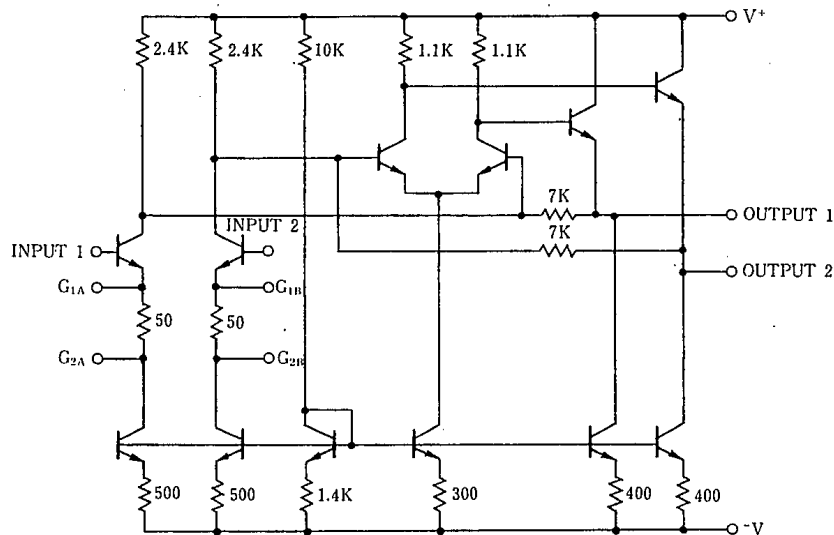 V+
2.4K 2.4K 10K 1.1K 1.1K
7K
OUTPUT 1
INPUT 2
7K
INPUT 1
OUTPUT 2
G1A G1B
50 50
G2A G2B
500 500 1.4K 300 400 400
-V